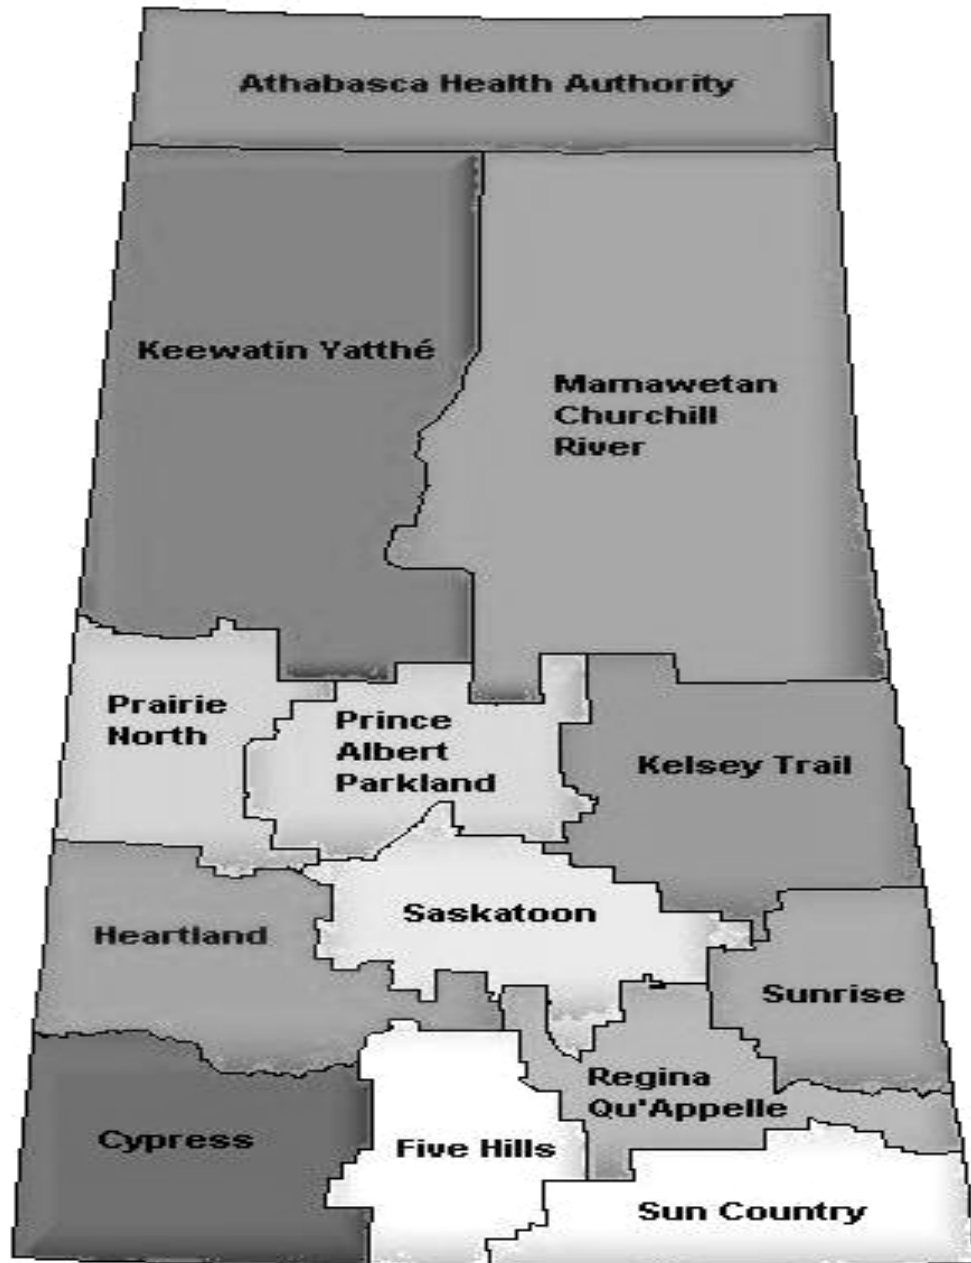 Athabasca Health Authority
Keewatin Yatthé
Mamawetan
Churchill
River
Prairie
North
Prince
Albert
Parkland
Kelsey Trail
Saskatoon
Heartland
Sunrise
Regina
Qu'Appelle
Cypress
Five Hills
Sun Country